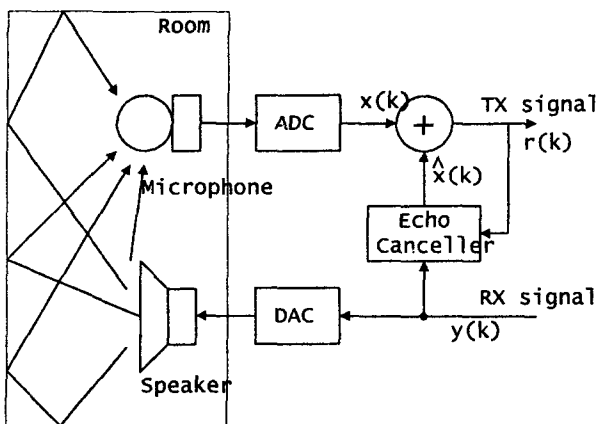 Room
x(k)
TX signal
ADC
+
r(k)
x̂(k)
Microphone
Echo
Canceller
RX signal
DAC
y(k)
Speaker